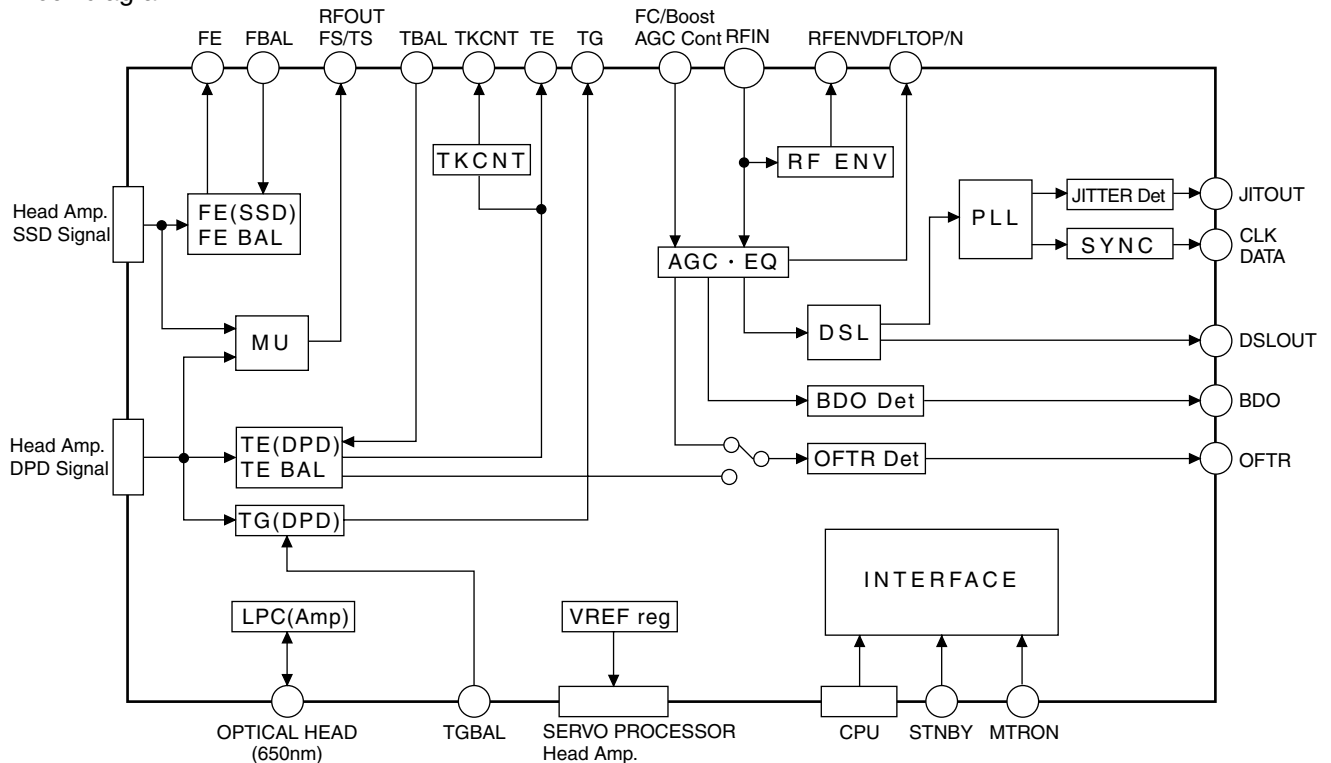 RFOUT
FC/Boost
FE
FBAL
FS/TS
TBAL
TKCNT
TE
TG
AGC Cont
RFIN
RFENV
DFLTOP/N
TKCNT
RF ENV
Head Amp.
SSD Signal
FE(SSD)
FE BAL
PLL
JITTER Det
JITOUT
SYNC
CLK
DATA
AGC · EQ
MU
DSL
DSLOUT
BDO Det
BDO
Head Amp.
DPD Signal
TE(DPD)
TE BAL
OFTR Det
OFTR
TG(DPD)
INTERFACE
LPC(Amp)
VREF reg
OPTICAL HEAD
(650nm)
TGBAL
SERVO PROCESSOR
Head Amp.
CPU
STNBY
MTRON